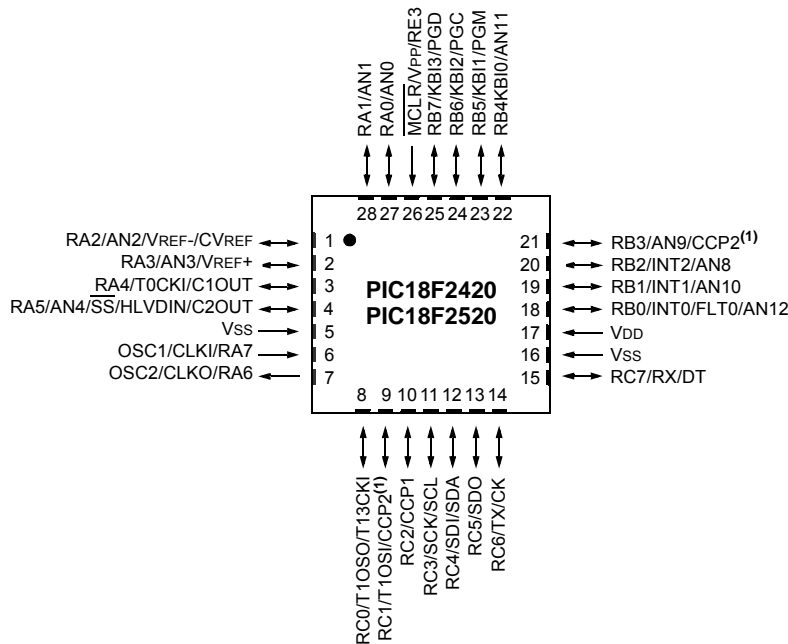 RA1/AN1
RA0/AN0
MCLR/VPP/RE3
RB7/KBI3/PGD
RB6/KBI2/PGC
RB5/KBI1/PGM
RB4KBI0/AN11
28 27 26 25 24 23 22
RA2/AN2/VREF-/CVREF 1
RA3/AN3/VREF+ 2
RA4/T0CKI/C1OUT 3
RA5/AN4/SS/HLVDIN/C2OUT 4
VSS 5
OSC1/CLKI/RA7 6
OSC2/CLKO/RA6 7
PIC18F2420
PIC18F2520
21 RB3/AN9/CCP2(1)
20 RB2/INT2/AN8
19 RB1/INT1/AN10
18 RB0/INT0/FLT0/AN12
17 VDD
16 VSS
15 RC7/RX/DT
8 9 10 11 12 13 14
RC0/T1OSO/T13CKI
RC1/T1OSI/CCP2(1)
RC2/CCP1
RC3/SCK/SCL
RC4/SDI/SDA
RC5/SDO
RC6/TX/CK